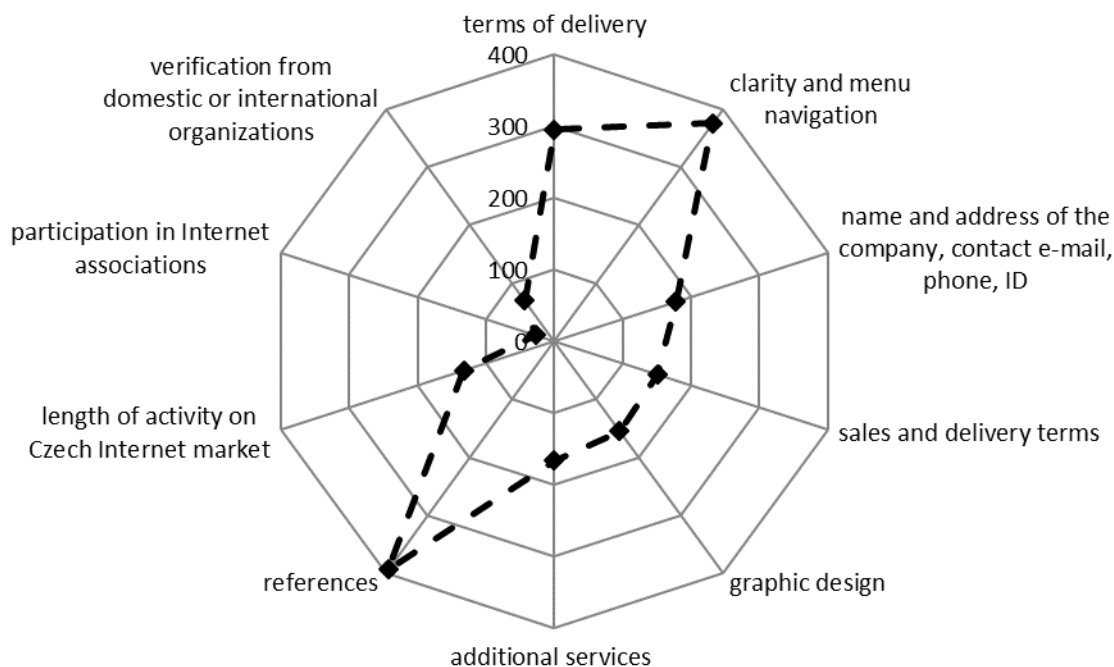 terms of delivery
400
300
200
100
0
clarity and menu
navigation
name and address of the
company, contact e-mail,
phone, ID
sales and delivery terms
graphic design
additional services
references
length of activity on
Czech Internet market
participation in Internet
associations
verification from
domestic or international
organizations